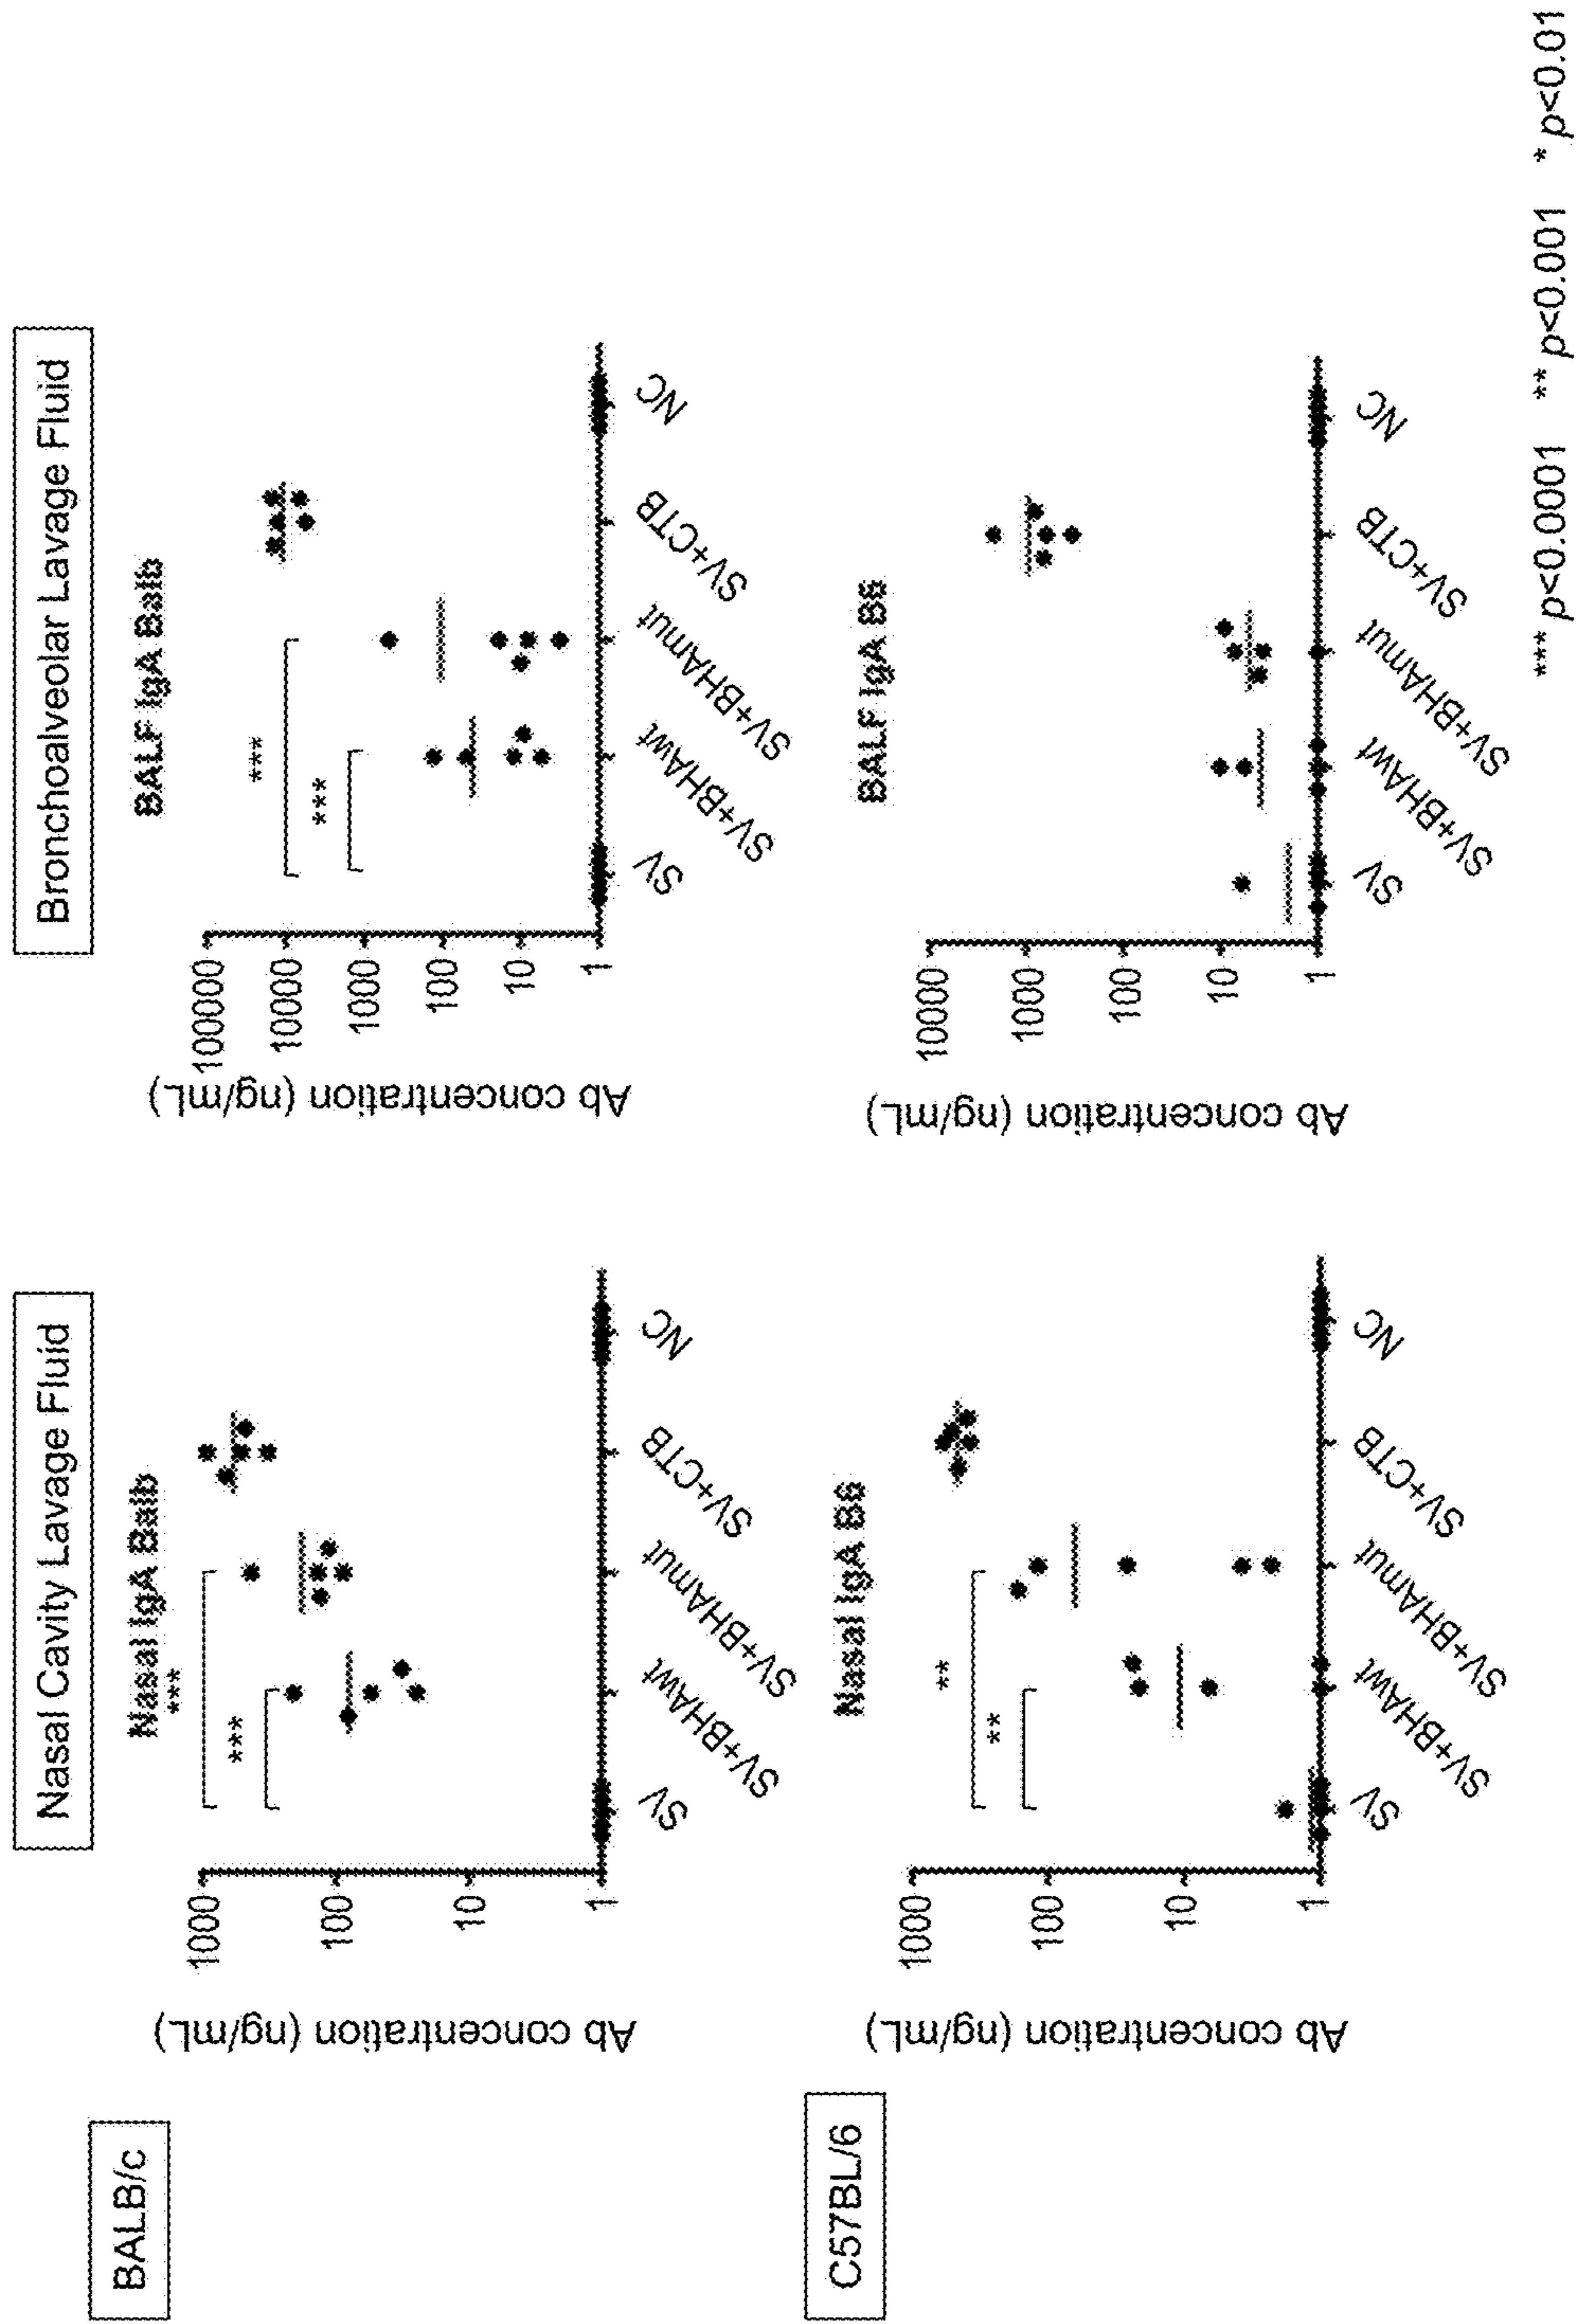 Nasal Cavity Lavage Fluid
Bronchoalveolar Lavage Fluid
BALB/c
Nasal IgA Balb
***
***
Ab concentration (ng/mL)
1000
100
10
1
SV
SV+BHAwt
SV+BHAmut
SV+CTB
NC
BALF IgA Balb
***
***
Ab concentration (ng/mL)
100000
10000
1000
100
10
1
SV
SV+BHAwt
SV+BHAmut
SV+CTB
NC
C57BL/6
Nasal IgA B6
**
**
Ab concentration (ng/mL)
1000
100
10
1
SV
SV+BHAwt
SV+BHAmut
SV+CTB
NC
BALF IgA B6
Ab concentration (ng/mL)
10000
1000
100
10
1
SV
SV+BHAwt
SV+BHAmut
SV+CTB
NC
*** p<0.0001 ** p<0.001 * p<0.01